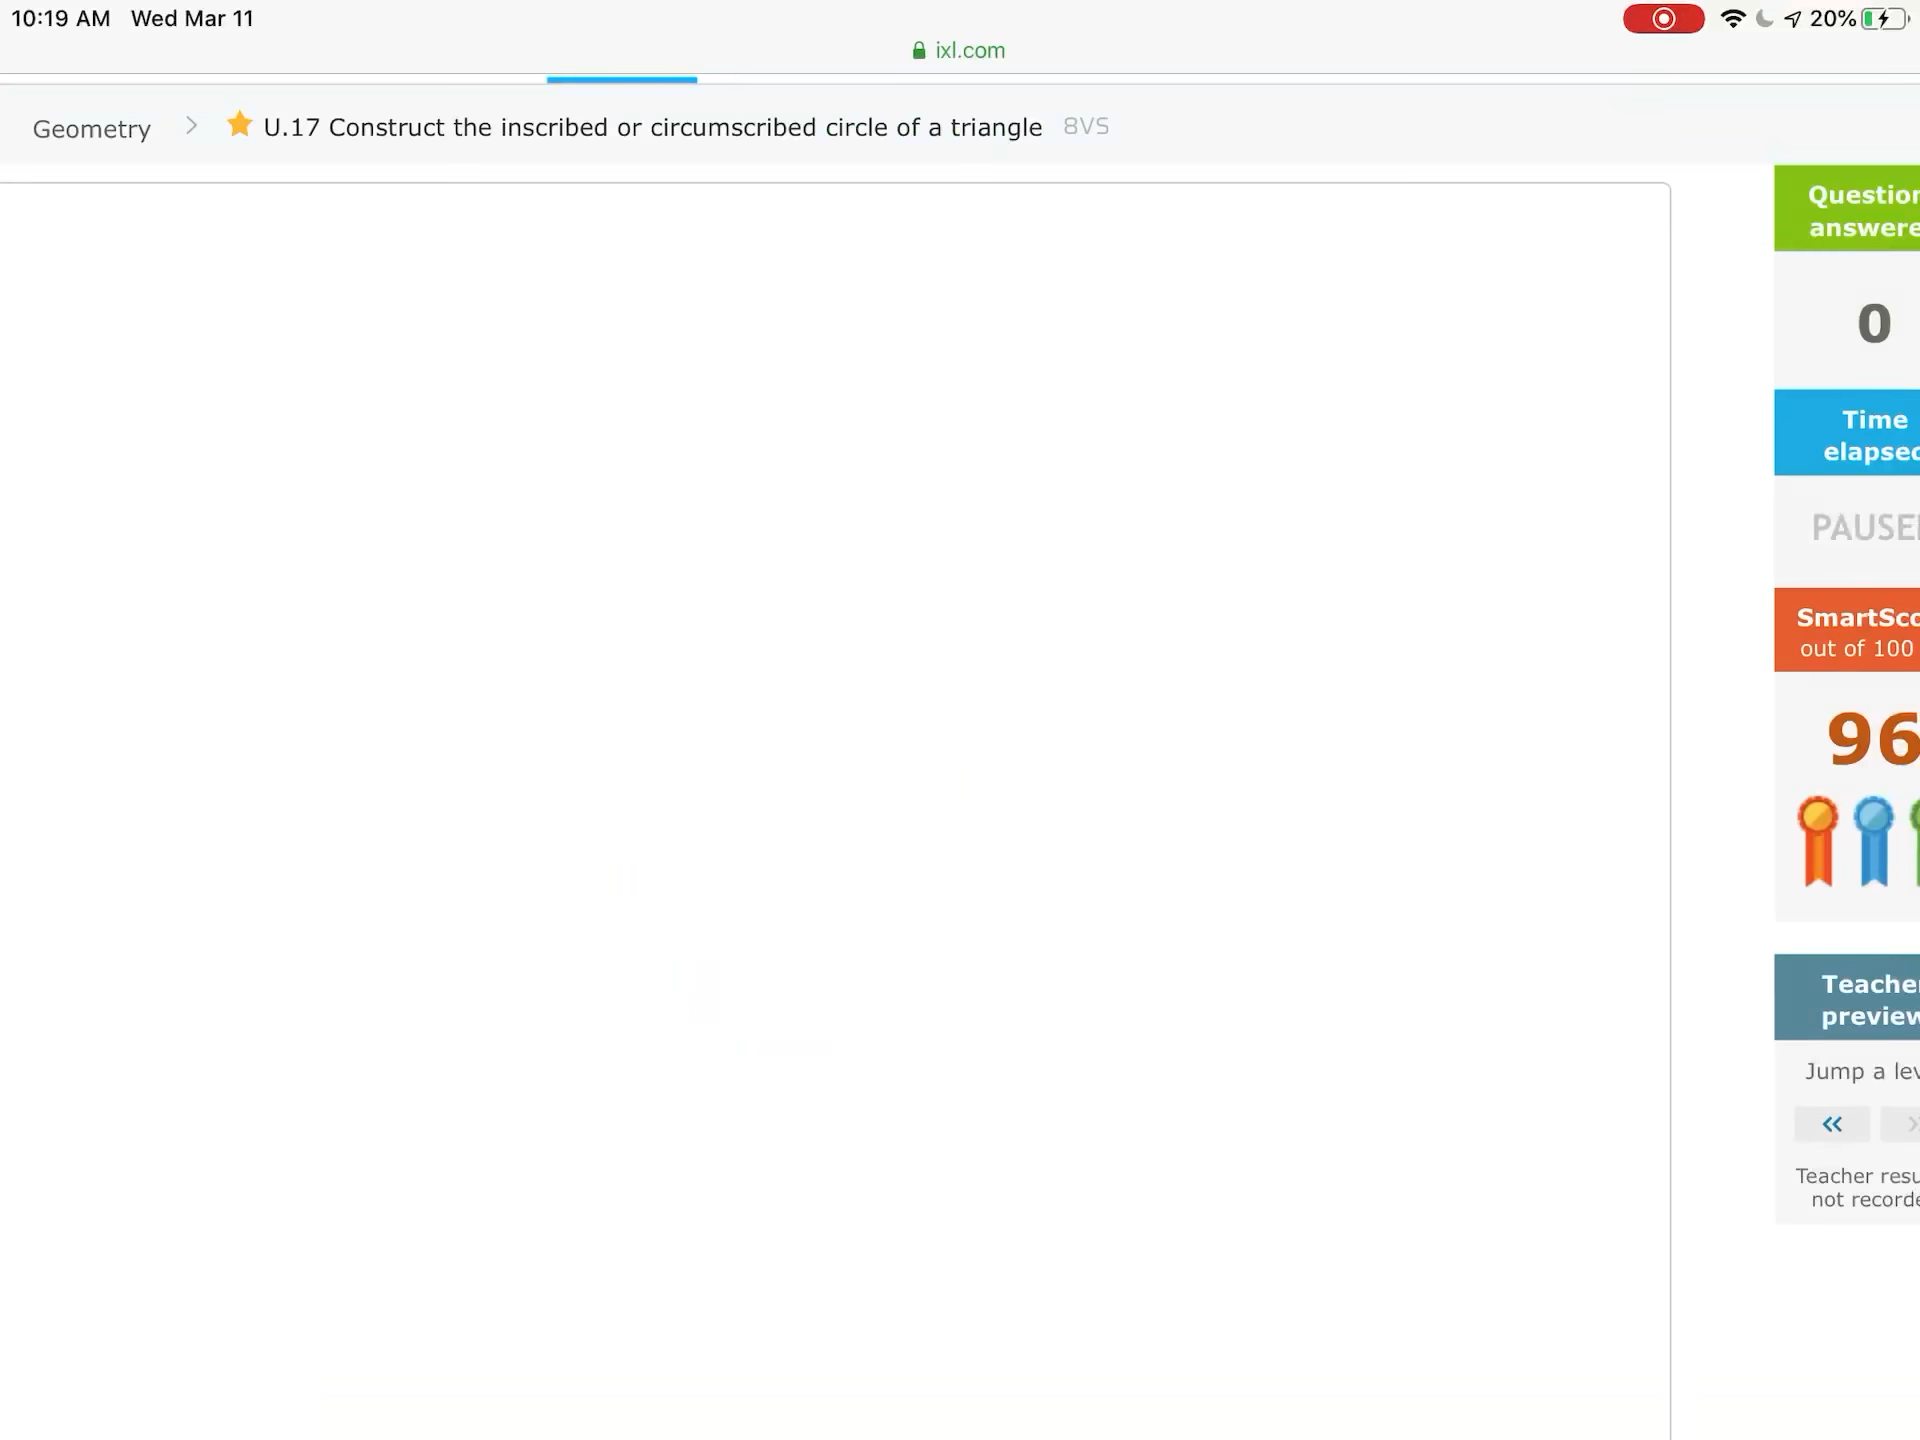 10:19 AM Wed Mar 11
20%
ixl.com
Geometry > U.17 Construct the inscribed or circumscribed circle of a triangle 8VS
Question
answere
0
Time
elapsed
PAUSE
SmartSco
out of 100
96
Teache
preview
Jump a lev
Teacher resu
not recorde